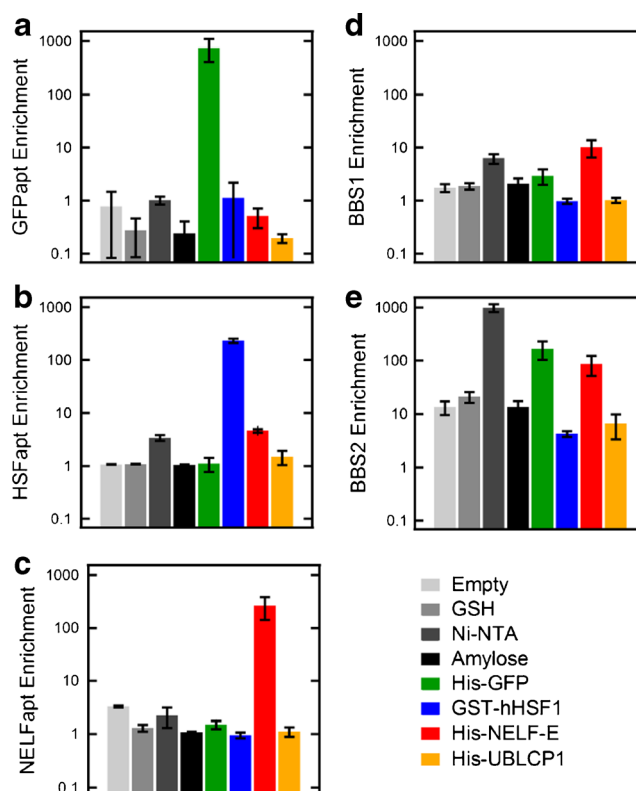 a
GFPapt Enrichment
1000
100
10
1
0.1
b
HSFapt Enrichment
1000
100
10
1
0.1
c
NELFapt Enrichment
1000
100
10
1
0.1
d
BBS1 Enrichment
1000
100
10
1
0.1
e
BBS2 Enrichment
1000
100
10
1
0.1
Empty
GSH
Ni-NTA
Amylose
His-GFP
GST-hHSF1
His-NELF-E
His-UBLCP1